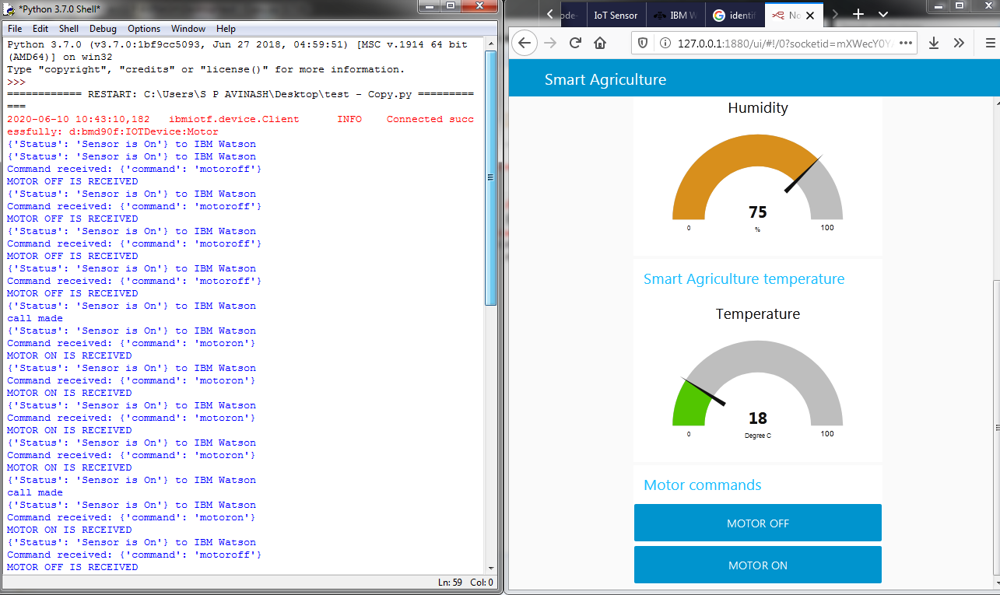 *Python 3.7.0 Shell*
File Edit Shell Debug Options Window Help
Python 3.7.0 (v3.7.0:1bf9cc5093, Jun 27 2018, 04:59:51) [MSC v.1914 64 bit
(AMD64)] on win32
Type "copyright", "credits" or "license()" for more information.
>>>
============ RESTART: C:\Users\S P AVINASH\Desktop\test - Copy.py =========
===
2020-06-10 10:43:10,182 ibmiotf.device.Client INFO Connected succ
essfully: d:bmd90f:IOTDevice:Motor
{'Status': 'Sensor is On'} to IBM Watson
{'Status': 'Sensor is On'} to IBM Watson
Command received: {'command': 'motoroff'}
MOTOR OFF IS RECEIVED
{'Status': 'Sensor is On'} to IBM Watson
Command received: {'command': 'motoroff'}
MOTOR OFF IS RECEIVED
{'Status': 'Sensor is On'} to IBM Watson
Command received: {'command': 'motoroff'}
MOTOR OFF IS RECEIVED
{'Status': 'Sensor is On'} to IBM Watson
Command received: {'command': 'motoroff'}
MOTOR OFF IS RECEIVED
{'Status': 'Sensor is On'} to IBM Watson
call made
{'Status': 'Sensor is On'} to IBM Watson
Command received: {'command': 'motoron'}
MOTOR ON IS RECEIVED
{'Status': 'Sensor is On'} to IBM Watson
Command received: {'command': 'motoron'}
MOTOR ON IS RECEIVED
{'Status': 'Sensor is On'} to IBM Watson
Command received: {'command': 'motoron'}
MOTOR ON IS RECEIVED
{'Status': 'Sensor is On'} to IBM Watson
Command received: {'command': 'motoron'}
MOTOR ON IS RECEIVED
{'Status': 'Sensor is On'} to IBM Watson
call made
{'Status': 'Sensor is On'} to IBM Watson
Command received: {'command': 'motoron'}
MOTOR ON IS RECEIVED
{'Status': 'Sensor is On'} to IBM Watson
Command received: {'command': 'motoroff'}
MOTOR OFF IS RECEIVED
Ln: 59 Col: 0
ode- IoT Sensor IBM W identif No
127.0.0.1:1880/ui/#!/0?socketid=mXWecY0Y
Smart Agriculture
Humidity
75
0 % 100
Smart Agriculture temperature
Temperature
18
0 Degree C 100
Motor commands
MOTOR OFF
MOTOR ON